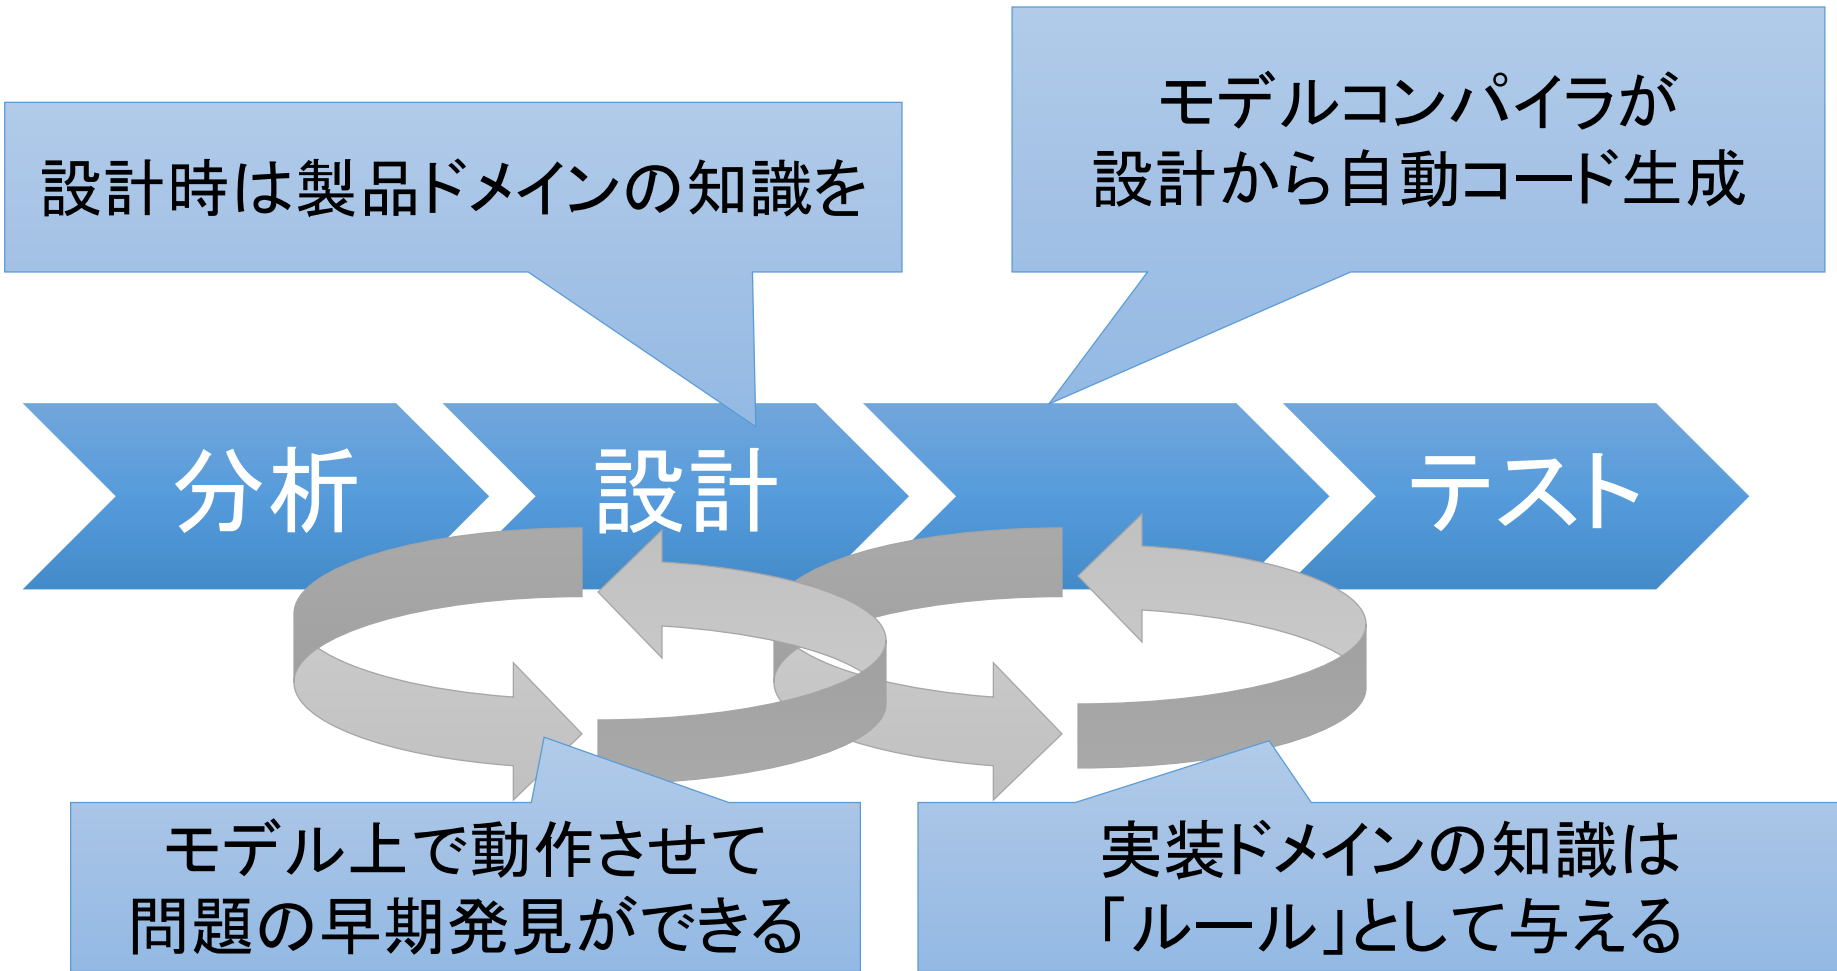 設計時は製品ドメインの知識を
モデルコンパイラが
設計から自動コード生成
分析
設計
テスト
モデル上で動作させて
問題の早期発見ができる
実装ドメインの知識は
「ルール」として与える